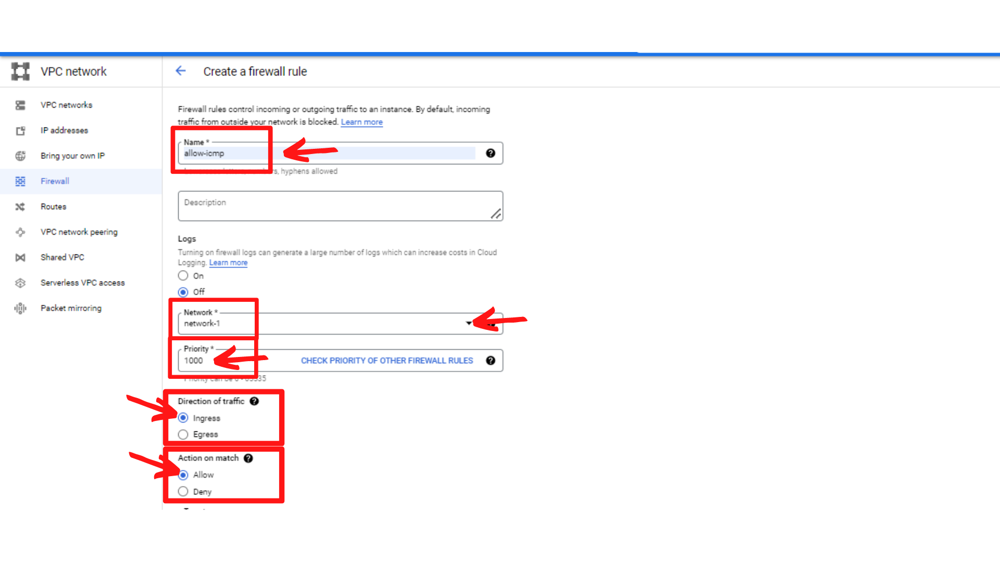 VPC network
Create a firewall rule
VPC networks
IP addresses
Bring your own IP
Firewall
Routes
VPC network peering
Shared VPC
Serverless VPC access
Packet mirroring
Firewall rules control incoming or outgoing traffic to an instance. By default, incoming
traffic from outside your network is blocked. Learn more
Name *
allow-icmp
hyphens allowed
Description
Logs
Turning on firewall logs can generate a large number of logs which can increase costs in Cloud
Logging. Learn more
On
Off
Network *
network-1
Priority *
1000
CHECK PRIORITY OF OTHER FIREWALL RULES
Priority can be 0 - 65535
Direction of traffic
Ingress
Egress
Action on match
Allow
Deny